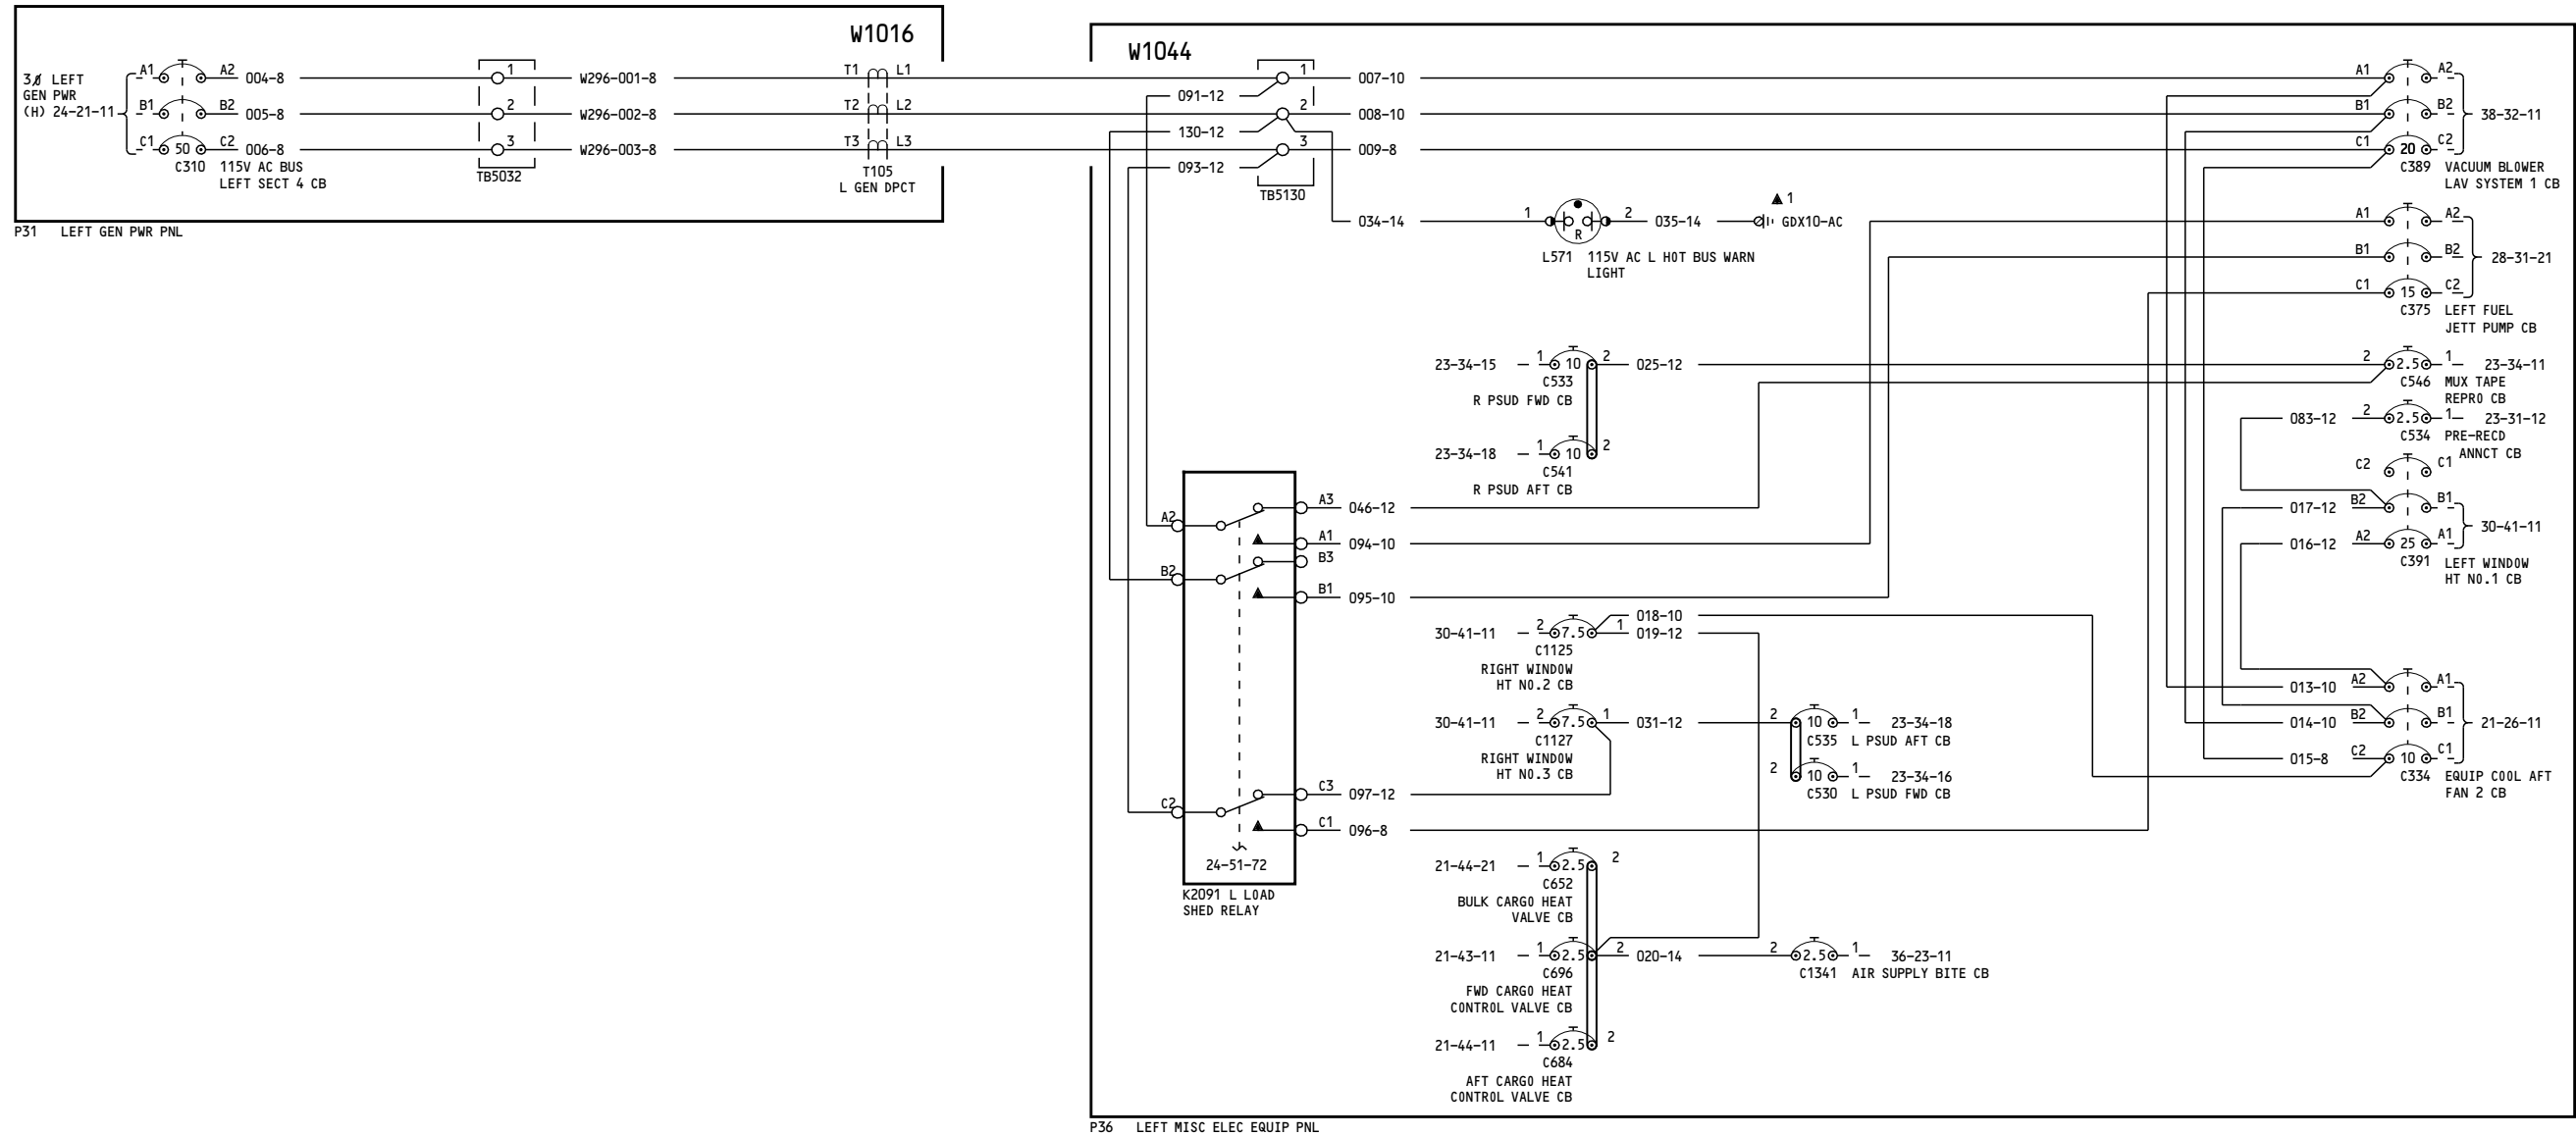 W1016
3Ø LEFT
GEN PWR
(H) 24-21-11
A1 A2 004-8 1 W296-001-8 T1 L1
B1 B2 005-8 2 W296-002-8 T2 L2
C1 50 C2 006-8 3 W296-003-8 T3 L3
C310 115V AC BUS
LEFT SECT 4 CB
TB5032
T105
L GEN DPCT
P31 LEFT GEN PWR PNL
W1044
1 007-10 A1 A2
091-12
2 008-10 B1 B2 38-32-11
130-12
3 009-8 C1 20 C2
093-12
TB5130
C389 VACUUM BLOWER
LAV SYSTEM 1 CB
034-14 1 R 2 035-14 GDX10-AC
1
L571 115V AC L HOT BUS WARN
LIGHT
A1 A2
B1 B2 28-31-21
C1 15 C2
C375 LEFT FUEL
JETT PUMP CB
23-34-15 1 10 2 025-12
C533
R PSUD FWD CB
2 2.5 1 23-34-11
C546 MUX TAPE
REPRO CB
083-12 2 2.5 1 23-31-12
C534 PRE-RECD
ANNCT CB
23-34-18 1 10 2
C541
R PSUD AFT CB
C2 C1
017-12 B2 B1
30-41-11
016-12 A2 25 A1
C391 LEFT WINDOW
HT NO.1 CB
A2 A3 046-12
A1 094-10
B2 B3
B1 095-10
018-10
30-41-11 2 7.5 1 019-12
C1125
RIGHT WINDOW
HT NO.2 CB
30-41-11 2 7.5 1 031-12
C1127
RIGHT WINDOW
HT NO.3 CB
2 10 1 23-34-18
C535 L PSUD AFT CB
2 10 1 23-34-16
C530 L PSUD FWD CB
013-10 A2 A1
014-10 B2 B1 21-26-11
015-8 C2 10 C1
C334 EQUIP COOL AFT
FAN 2 CB
C2 C3 097-12
C1 096-8
24-51-72
K2091 L LOAD
SHED RELAY
21-44-21 1 2.5 2
C652
BULK CARGO HEAT
VALVE CB
21-43-11 1 2.5 2 020-14
C696
FWD CARGO HEAT
CONTROL VALVE CB
2 2.5 1 36-23-11
C1341 AIR SUPPLY BITE CB
21-44-11 1 2.5 2
C684
AFT CARGO HEAT
CONTROL VALVE CB
P36 LEFT MISC ELEC EQUIP PNL